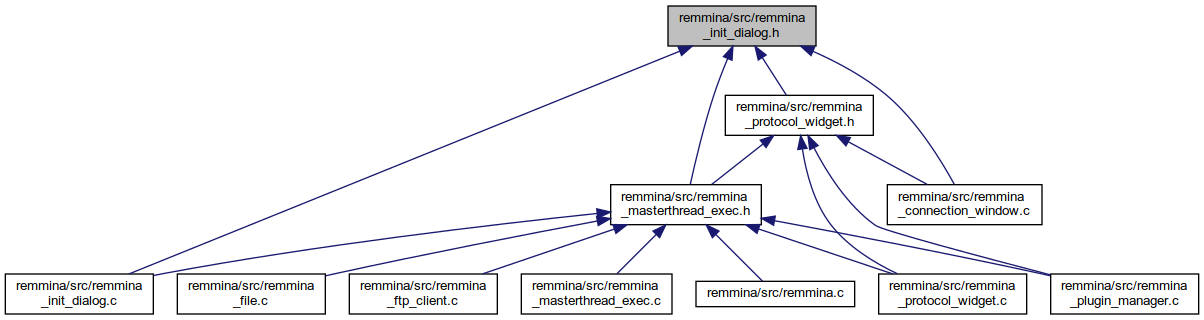 remmina/src/remmina
_init_dialog.h
remmina/src/remmina
_protocol_widget.h
remmina/src/remmina
_masterthread_exec.h
remmina/src/remmina
_connection_window.c
remmina/src/remmina
_init_dialog.c
remmina/src/remmina
_file.c
remmina/src/remmina
_ftp_client.c
remmina/src/remmina
_masterthread_exec.c
remmina/src/remmina.c
remmina/src/remmina
_protocol_widget.c
remmina/src/remmina
_plugin_manager.c